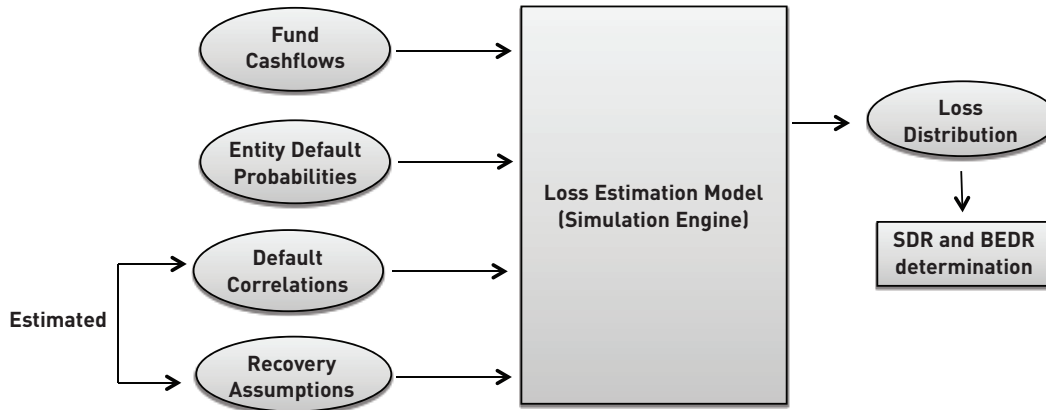 Fund
Cashflows
Entity Default
Probabilities
Default
Correlations
Estimated
Recovery
Assumptions
Loss Estimation Model
(Simulation Engine)
Loss
Distribution
SDR and BEDR
determination